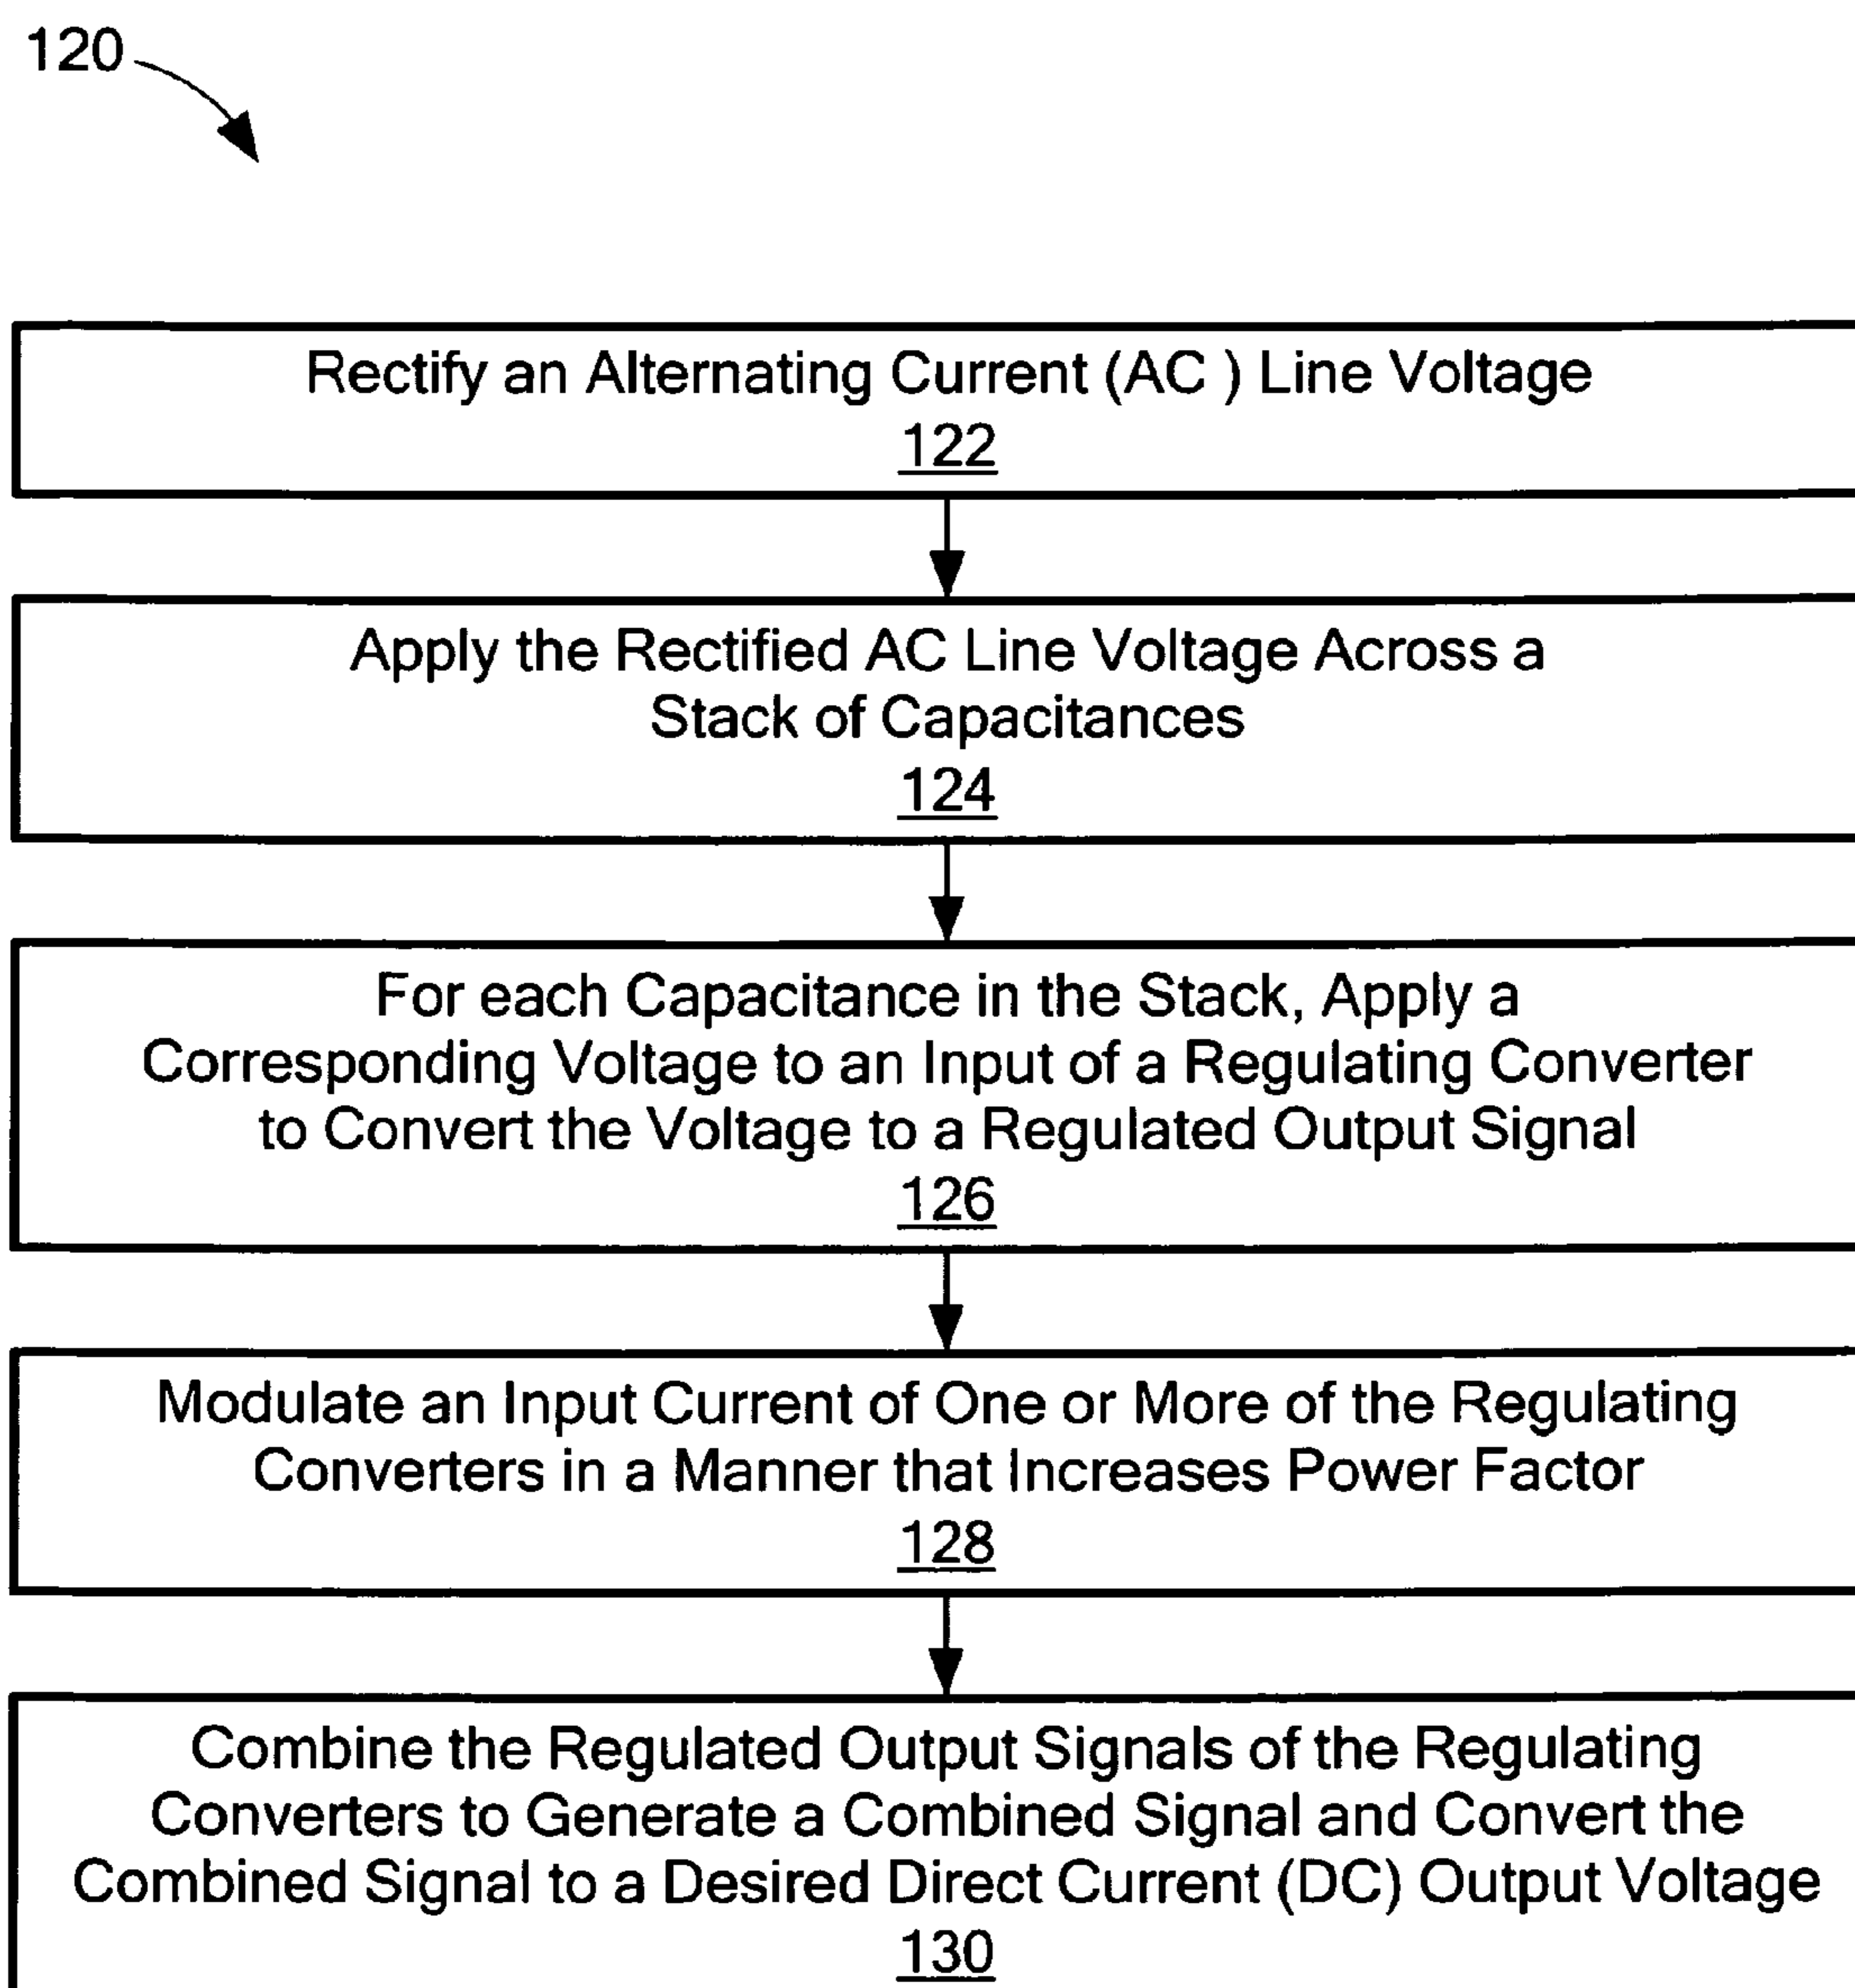 120
Rectify an Alternating Current (AC ) Line Voltage
122
Apply the Rectified AC Line Voltage Across a
Stack of Capacitances
124
For each Capacitance in the Stack, Apply a
Corresponding Voltage to an Input of a Regulating Converter
to Convert the Voltage to a Regulated Output Signal
126
Modulate an Input Current of One or More of the Regulating
Converters in a Manner that Increases Power Factor
128
Combine the Regulated Output Signals of the Regulating
Converters to Generate a Combined Signal and Convert the
Combined Signal to a Desired Direct Current (DC) Output Voltage
130